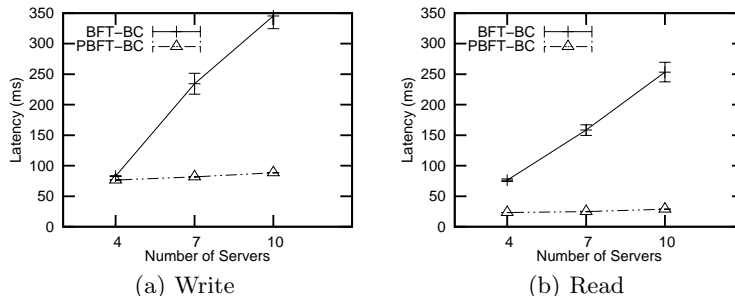 350
300
250
200
150
100
50
0
Latency (ms)
BFT-BC
PBFT-BC
4 7 10
Number of Servers
(a) Write
350
300
250
200
150
100
50
0
Latency (ms)
BFT-BC
PBFT-BC
4 7 10
Number of Servers
(b) Read